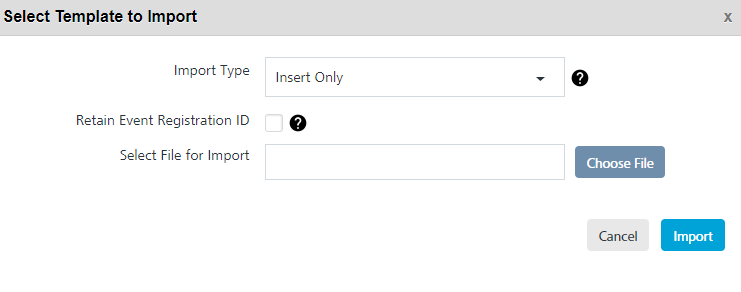 Select Template to Import x
Import Type Insert Only ?
Retain Event Registration ID ?
Select File for Import Choose File
Cancel Import